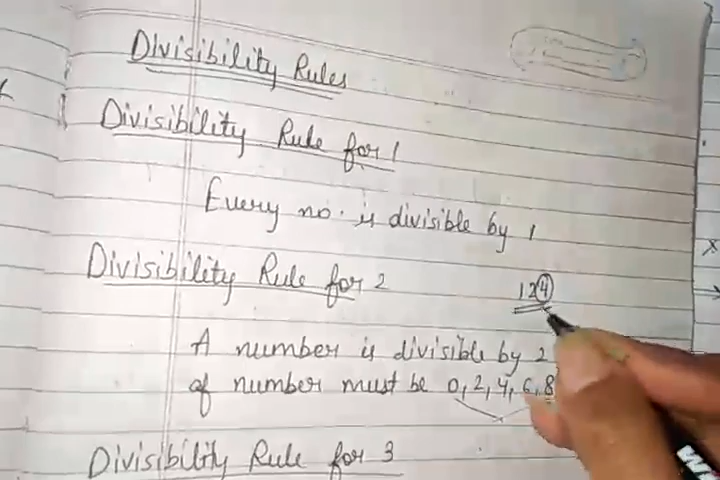 Divisibility Rules
Divisibility Rule for 1
Every no. is divisible by 1
Divisibility Rule for 2
124
A number is divisible by 2
of number must be 0, 2, 4, 6, 8
Divisibility Rule for 3